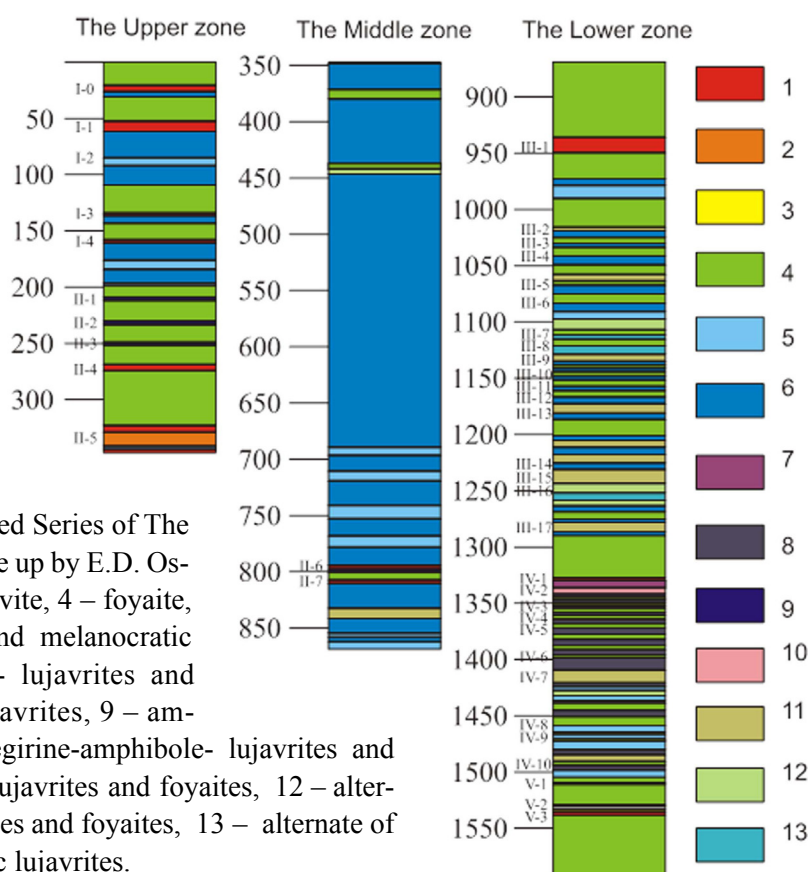 The Upper zone
The Middle zone
The Lower zone
50
100
150
200
250
300
I-0
I-1
I-2
I-3
I-4
II-1
II-2
II-3
II-4
II-5
350
400
450
500
550
600
650
700
750
800
850
II-6
II-7
900
950
1000
1050
1100
1150
1200
1250
1300
1350
1400
1450
1500
1550
III-1
III-2
III-3
III-4
III-5
III-6
III-7
III-8
III-9
III-10
III-11
III-12
III-13
III-14
III-15
III-16
III-17
IV-1
IV-2
IV-3
IV-4
IV-5
IV-6
IV-7
IV-8
IV-9
IV-10
V-1
V-2
V-3
1
2
3
4
5
6
7
8
9
10
11
12
13
ed Series of The
e up by E.D. Os-
vite, 4 – foyaite,
nd melanocratic
- lujavrites and
avrites, 9 – am-
egirine-amphibole- lujavrites and
ujavrites and foyaites, 12 – alter-
es and foyaites, 13 – alternate of
c lujavrites.